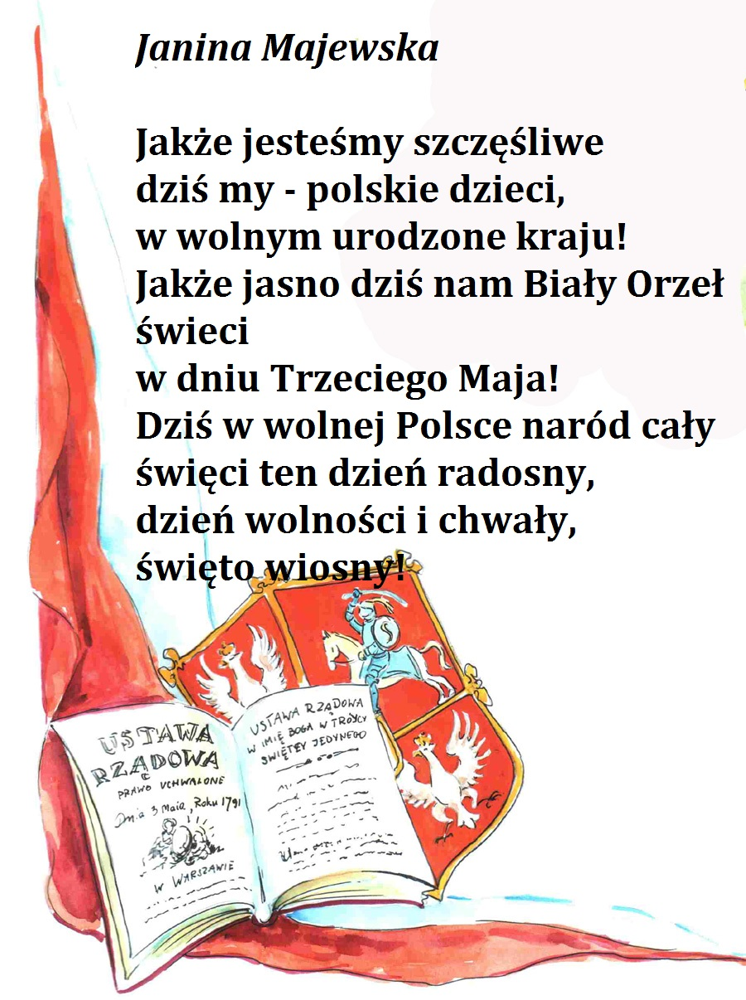 Janina Majewska
Jakże jesteśmy szczęśliwe
dziś my - polskie dzieci,
w wolnym urodzone kraju!
Jakże jasno dziś nam Biały Orzeł
świeci
w dniu Trzeciego Maja!
Dziś w wolnej Polsce naród cały
święci ten dzień radosny,
dzień wolności i chwały,
święto wiosny!
USTAWA
RZĄDOWA
PRAWO UCHWALONE
Dnia 3 Maia, Roku 1791
W WARSZAWIE
USTAWA RZĄDOWA
W IMIĘ BOGA W TRÓYCY
ŚWIĘTEY JEDYNEGO